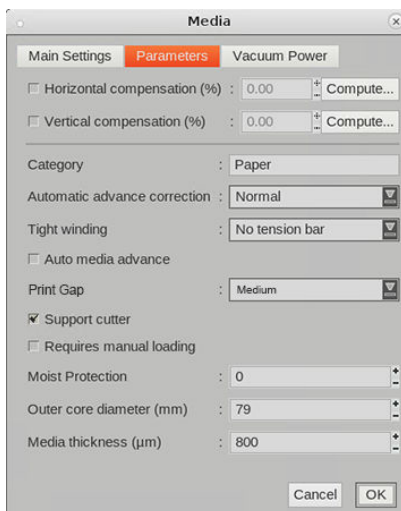 Media
Main Settings Parameters Vacuum Power
Horizontal compensation (%) : 0.00 Compute...
Vertical compensation (%) : 0.00 Compute...
Category : Paper
Automatic advance correction : Normal
Tight winding : No tension bar
Auto media advance
Print Gap : Medium
Support cutter
Requires manual loading
Moist Protection : 0
Outer core diameter (mm) : 79
Media thickness (µm) : 800
Cancel OK